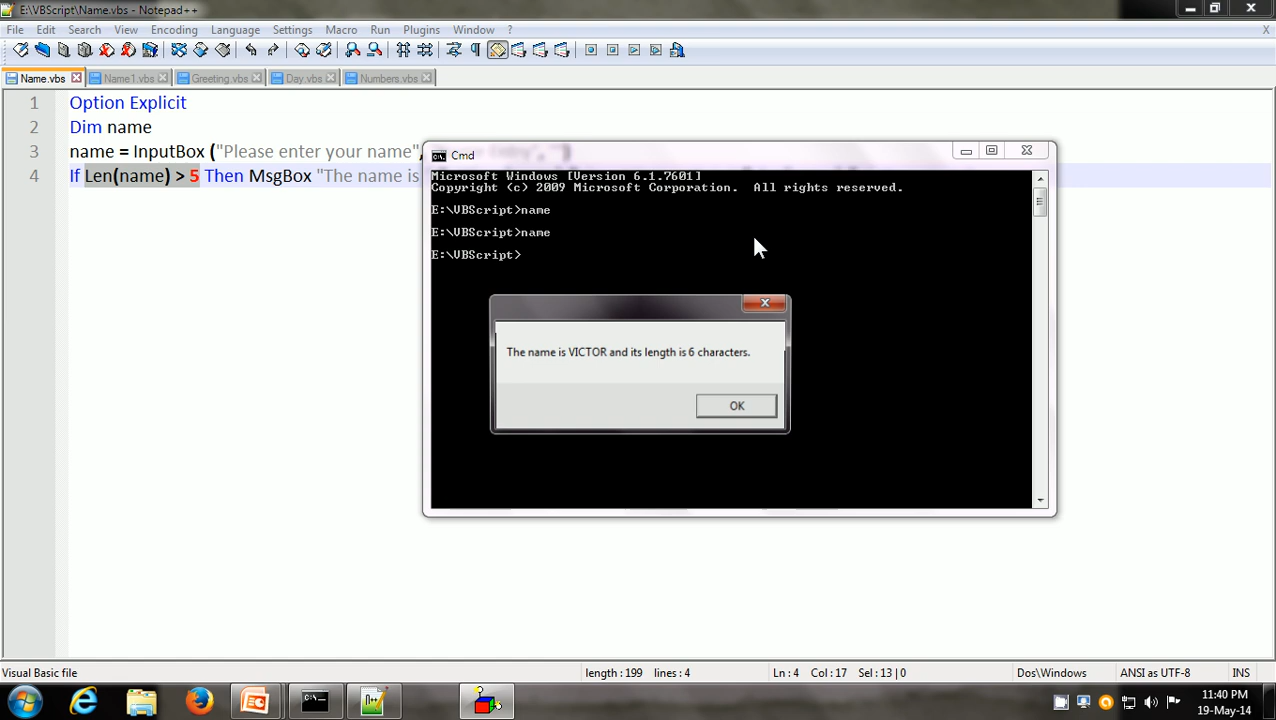 E:\VBScript\Name.vbs - Notepad++
File Edit Search View Encoding Language Settings Macro Run Plugins Window ? X
Name.vbs Name1.vbs Greeting.vbs Day.vbs Numbers.vbs
1 Option Explicit
2 Dim name
3 name = InputBox ("Please enter your name",
4 If Len(name) > 5 Then MsgBox "The name is
Cmd
Microsoft Windows [Version 6.1.7601]
Copyright (c) 2009 Microsoft Corporation. All rights reserved.
E:\VBScript>name
E:\VBScript>name
E:\VBScript>
The name is VICTOR and its length is 6 characters.
OK
Visual Basic file length : 199 lines : 4 Ln : 4 Col : 17 Sel : 13 | 0 Dos\Windows ANSI as UTF-8 INS
11:40 PM
19-May-14